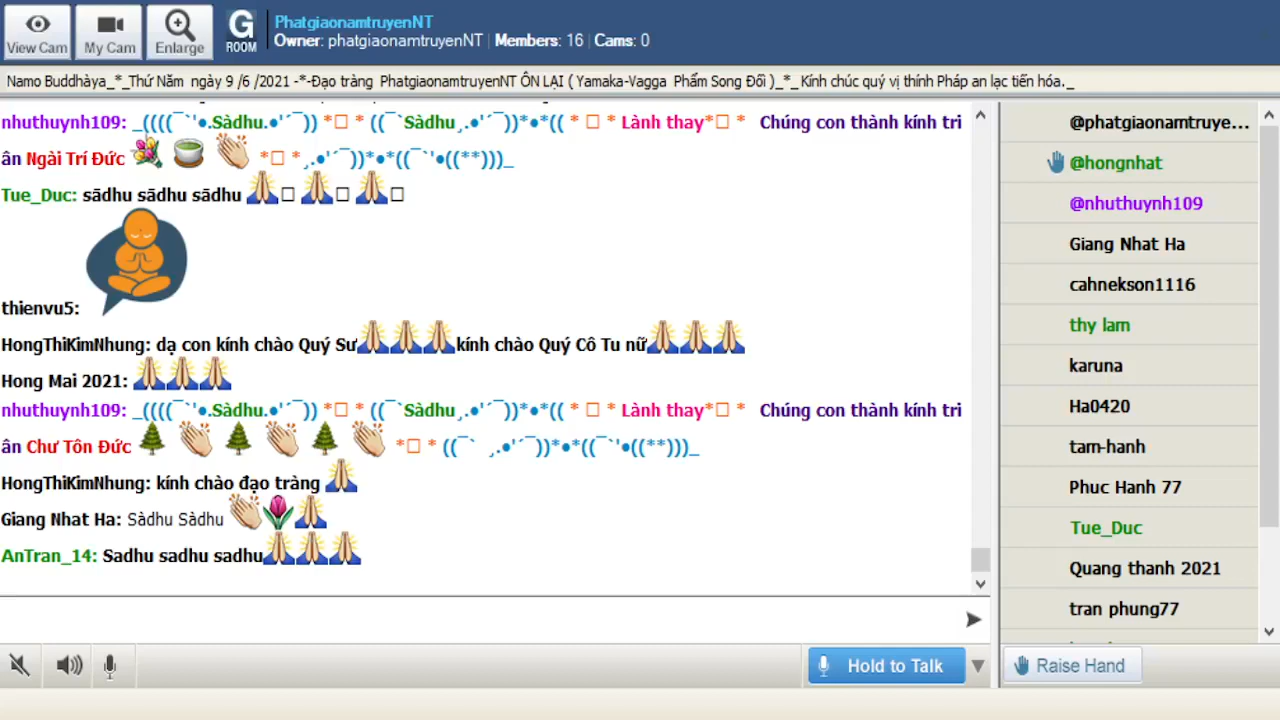 View Cam
My Cam
Enlarge
G ROOM
PhatgiaonamtruyenNT
Owner: phatgiaonamtruyenNT | Members: 16 | Cams: 0
Namo Buddhàya_*_Thứ Năm ngày 9 /6 /2021 -*-Đạo tràng PhatgiaonamtruyenNT ÔN LẠI ( Yamaka-Vagga Phẩm Song Đối )_*_Kính chúc quý vị thính Pháp an lạc tiến hóa._
nhuthuynh109: _((((¯`'●.Sàdhu.●'´¯)) *□ * ((¯`Sàdhu¸.●'´¯))*●*(( * □ * Lành thay*□ * Chúng con thành kính tri
ân Ngài Trí Đức 💐 🍵 👏 *□ *¸.●'´¯))*●*((¯`'●((**)))_
Tue_Duc: sādhu sādhu sādhu 🙏□ 🙏□ 🙏□
thienvu5:
HongThiKimNhung: dạ con kính chào Quý Sư🙏🙏🙏kính chào Quý Cô Tu nữ🙏🙏🙏
Hong Mai 2021: 🙏🙏🙏
nhuthuynh109: _((((¯`'●.Sàdhu.●'´¯)) *□ * ((¯`Sàdhu¸.●'´¯))*●*(( * □ * Lành thay*□ * Chúng con thành kính tri
ân Chư Tôn Đức 🌲 👏 🌲 👏 🌲 👏 *□ * ((¯` ¸.●'´¯))*●*((¯`'●((**)))_
HongThiKimNhung: kính chào đạo tràng 🙏
Giang Nhat Ha: Sàdhu Sàdhu 👏🌷🙏
AnTran_14: Sadhu sadhu sadhu🙏🙏🙏
@phatgiaonamtruye...
@hongnhat
@nhuthuynh109
Giang Nhat Ha
cahnekson1116
thy lam
karuna
Ha0420
tam-hanh
Phuc Hanh 77
Tue_Duc
Quang thanh 2021
tran phung77
Hold to Talk
Raise Hand